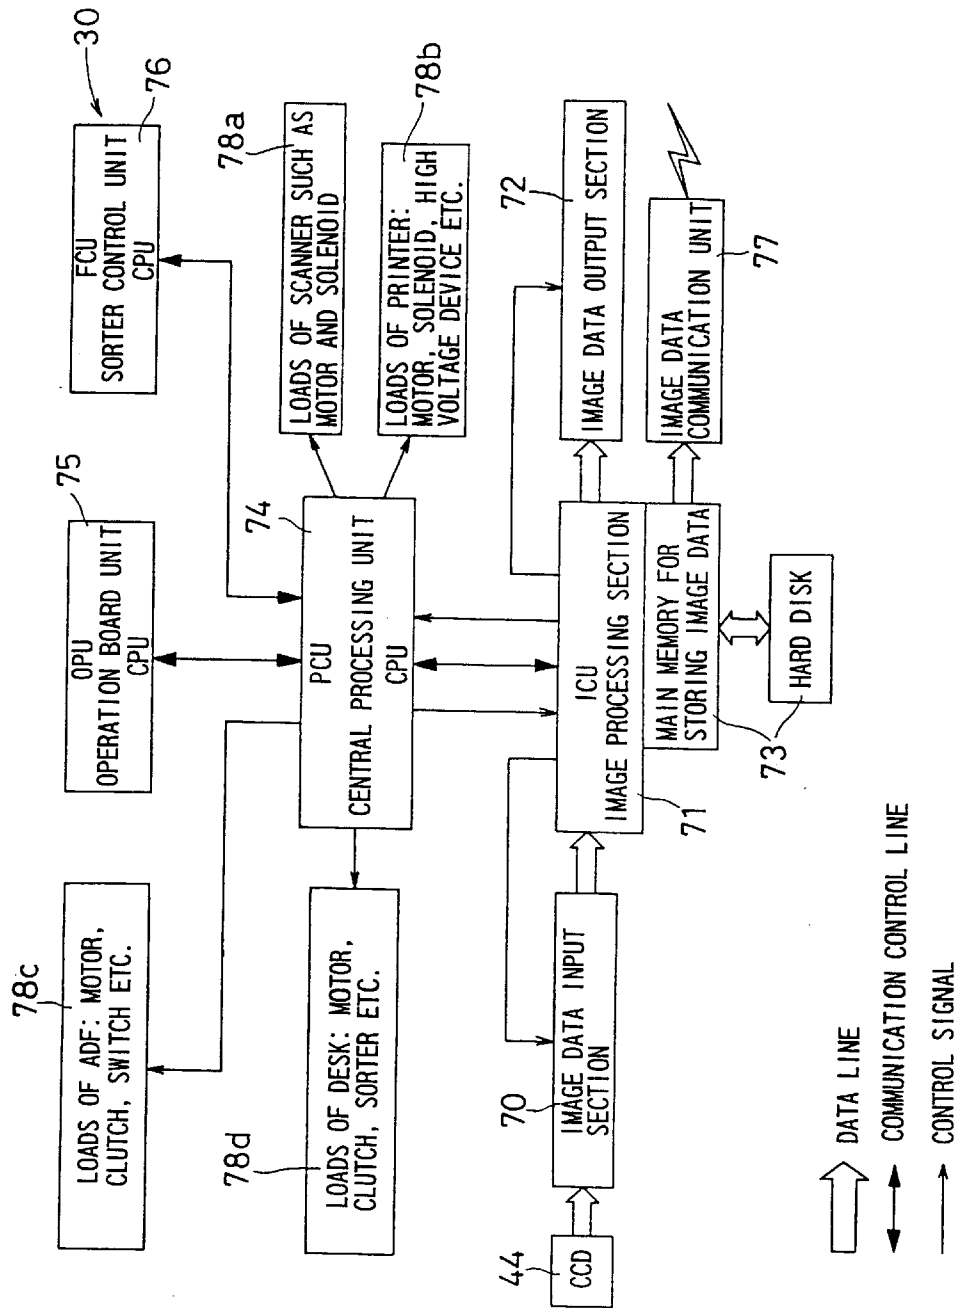 30
78c
LOADS OF ADF: MOTOR,
CLUTCH, SWITCH ETC.
75
OPU
OPERATION BOARD UNIT
CPU
76
FCU
SORTER CONTROL UNIT
CPU
78d
LOADS OF DESK: MOTOR,
CLUTCH, SORTER ETC.
74
PCU
CENTRAL PROCESSING UNIT
CPU
78a
LOADS OF SCANNER SUCH AS
MOTOR AND SOLENOID
78b
LOADS OF PRINTER:
MOTOR, SOLENOID, HIGH
VOLTAGE DEVICE ETC.
44
CCD
70
IMAGE DATA INPUT
SECTION
71
ICU
IMAGE PROCESSING SECTION
MAIN MEMORY FOR
STORING IMAGE DATA
73
HARD DISK
72
IMAGE DATA OUTPUT SECTION
IMAGE DATA
COMMUNICATION UNIT
77
DATA LINE
COMMUNICATION CONTROL LINE
CONTROL SIGNAL